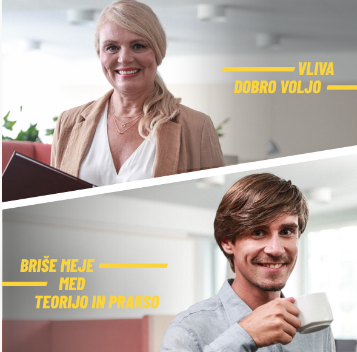 VLIVA
DOBRO VOLJO
BRIŠE MEJE
MED
TEORIJO IN PRAKSO